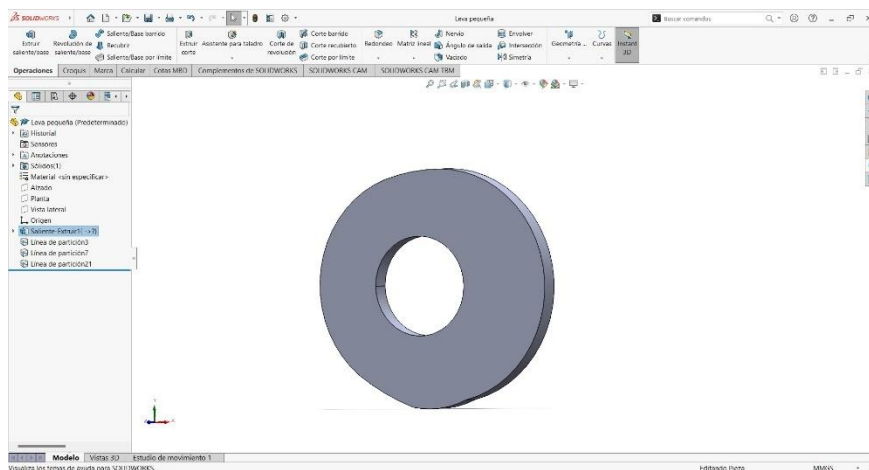 SOLIDWORKS
Leva pequeña
Buscar comandos
Extruir saliente/base
Revolución de saliente/base
Saliente/Base barrido
Recubrir
Saliente/Base por límite
Extruir corte
Asistente para taladro
Corte de revolución
Corte barrido
Corte recubierto
Corte por límite
Redondeo
Matriz lineal
Nervio
Ángulo de salida
Vaciado
Envolver
Intersección
Simetría
Geometría ...
Curvas
Instant 3D
Operaciones
Croquis
Marca
Calcular
Cotas MBD
Complementos de SOLIDWORKS
SOLIDWORKS CAM
SOLIDWORKS CAM TBM
Leva pequeña (Predeterminado)
Historial
Sensores
Anotaciones
Sólidos(1)
Material <sin especificar>
Alzado
Planta
Vista lateral
Origen
Saliente-Extruir1( ->?)
Línea de partición3
Línea de partición7
Línea de partición21
Modelo
Vistas 3D
Estudio de movimiento 1
Visualiza los temas de ayuda para SOLIDWORKS.
Editando Pieza
MMGS